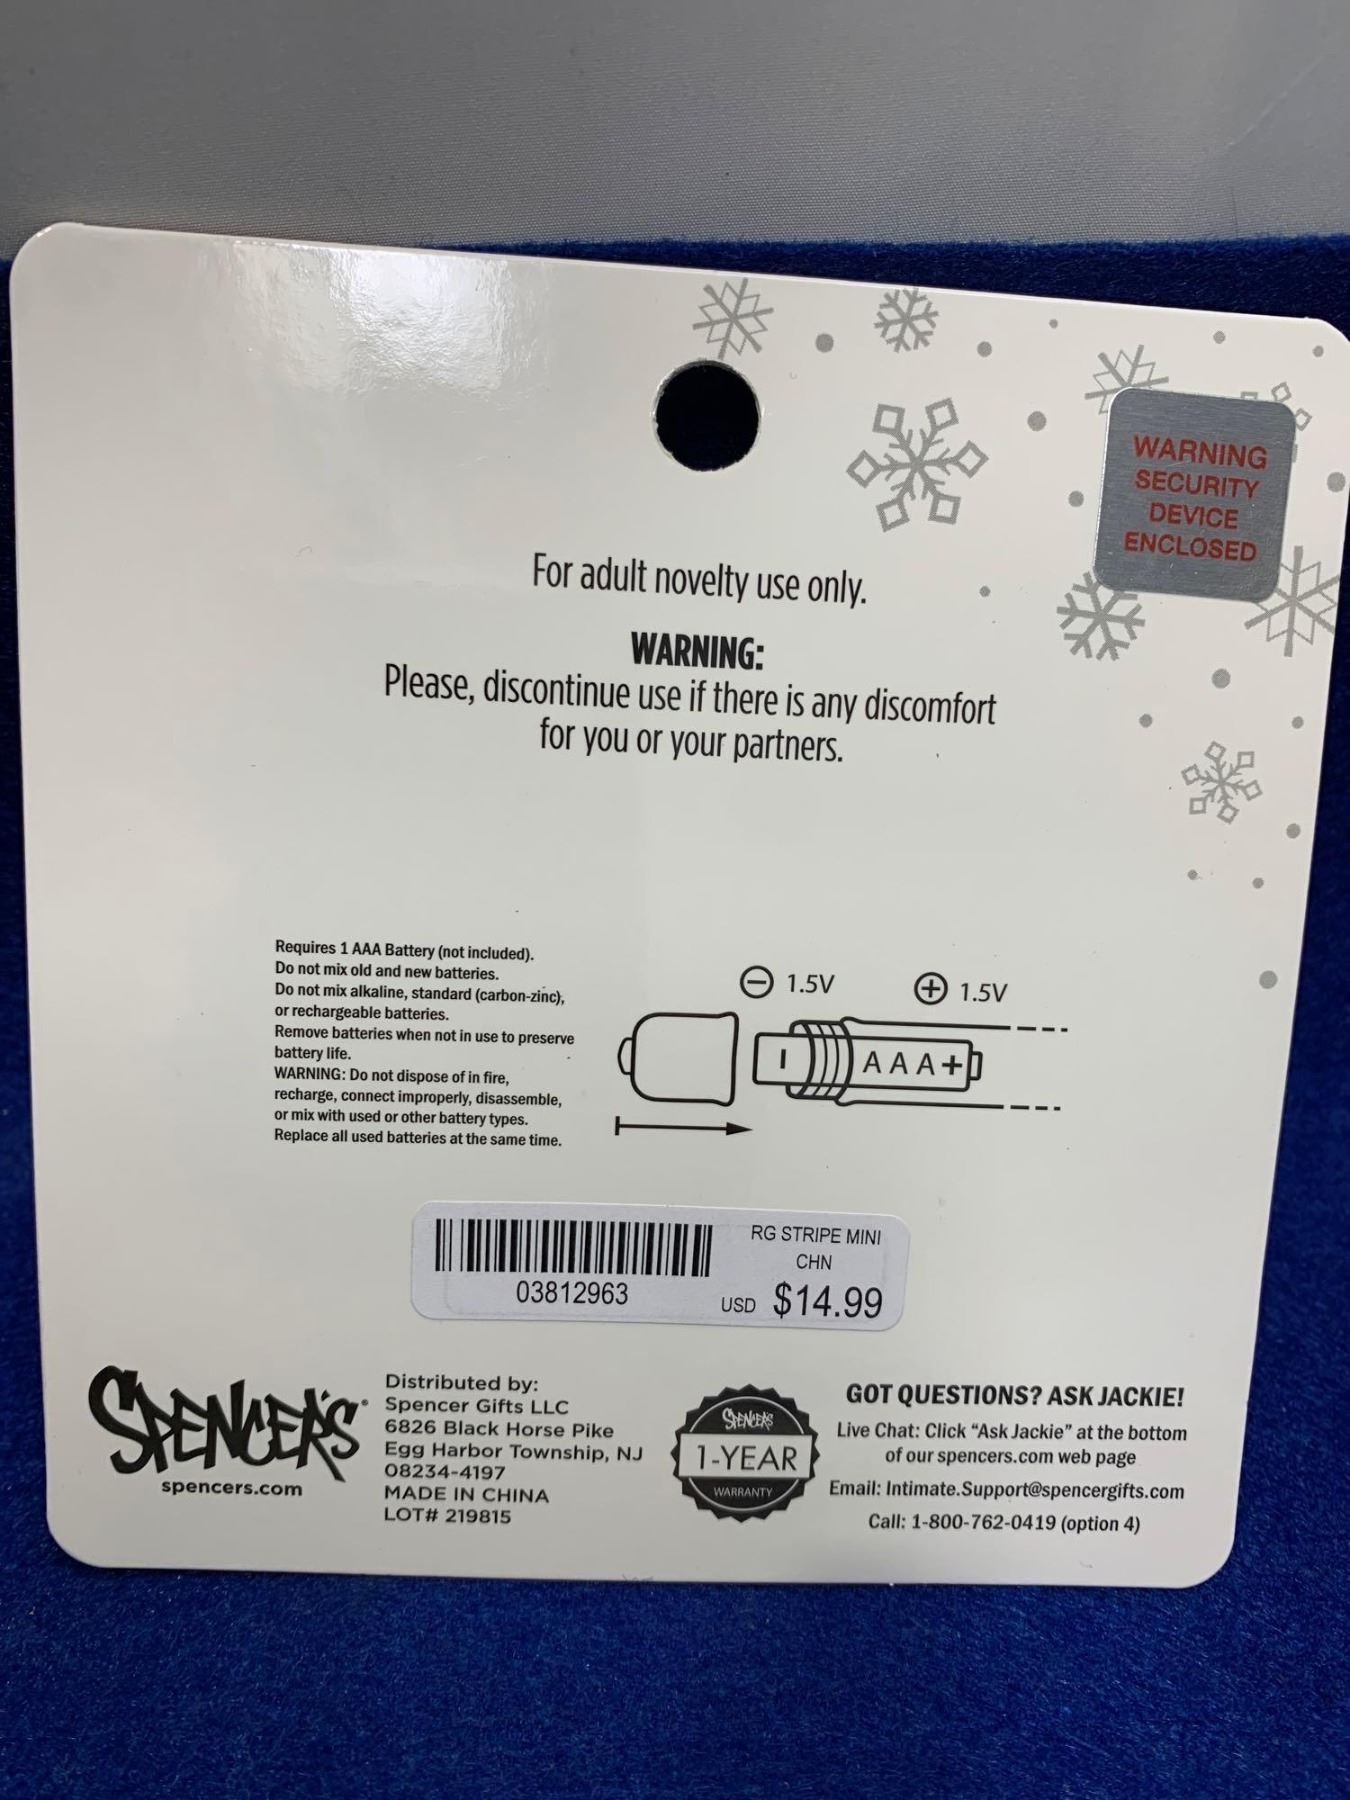 WARNING
SECURITY
DEVICE
ENCLOSED
For adult novelty use only.
WARNING:
Please, discontinue use if there is any discomfort
for you or your partners.
Requires 1 AAA Battery (not included).
Do not mix old and new batteries.
Do not mix alkaline, standard (carbon-zinc),
or rechargeable batteries.
Remove batteries when not in use to preserve
battery life.
WARNING: Do not dispose of in fire,
recharge, connect improperly, disassemble,
or mix with used or other battery types.
Replace all used batteries at the same time.
⊖ 1.5V ⊕ 1.5V
- AAA+
RG STRIPE MINI
CHN
03812963
USD $14.99
SPENCER'S®
spencers.com
Distributed by:
Spencer Gifts LLC
6826 Black Horse Pike
Egg Harbor Township, NJ
08234-4197
MADE IN CHINA
LOT# 219815
SPENCER'S
1-YEAR
WARRANTY
GOT QUESTIONS? ASK JACKIE!
Live Chat: Click “Ask Jackie” at the bottom
of our spencers.com web page
Email: Intimate.Support@spencergifts.com
Call: 1-800-762-0419 (option 4)